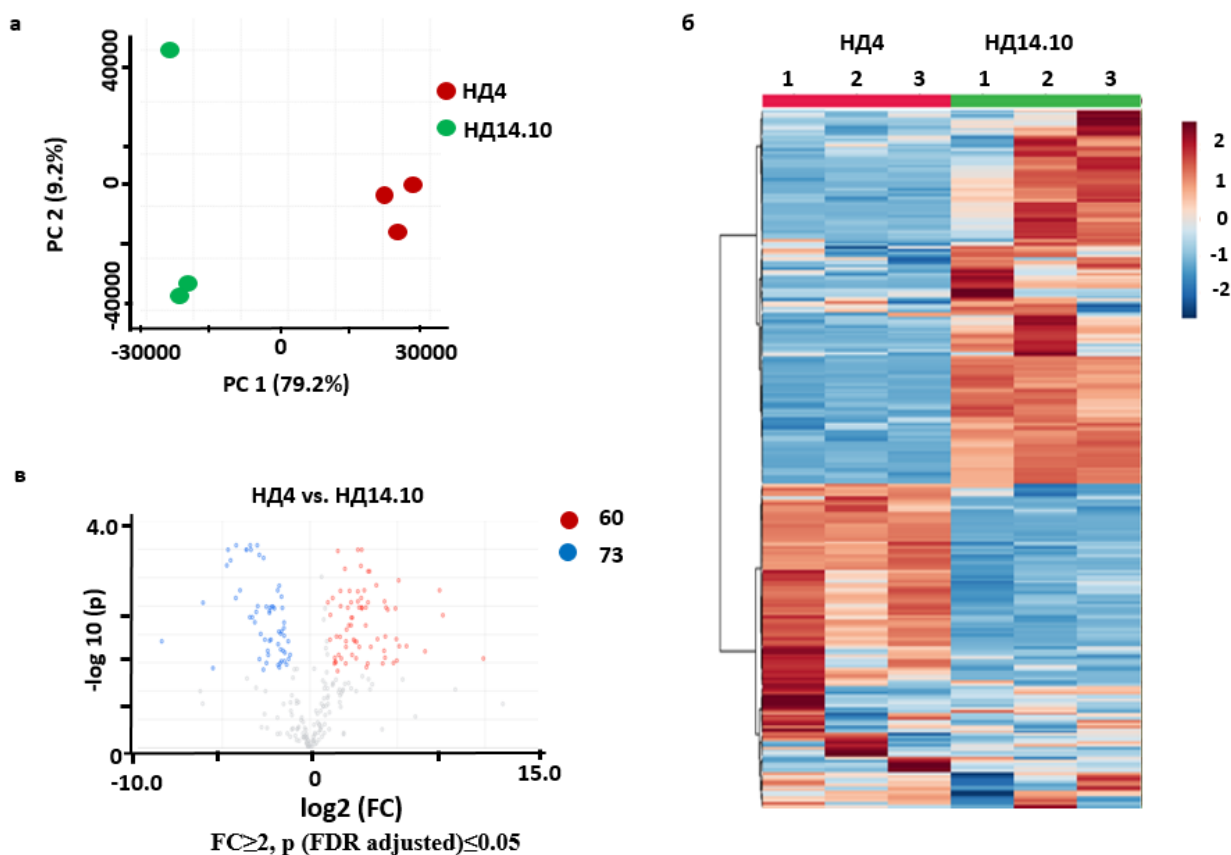 а
40000
0
-40000
PC 2 (9.2%)
-30000 0 30000
PC 1 (79.2%)
НД4
НД14.10
б
НД4 НД14.10
1 2 3 1 2 3
2
1
0
-1
-2
в
НД4 vs. НД14.10
60
73
4.0
0
-log 10 (p)
-10.0 0 15.0
log2 (FC)
FC≥2, p (FDR adjusted)≤0.05